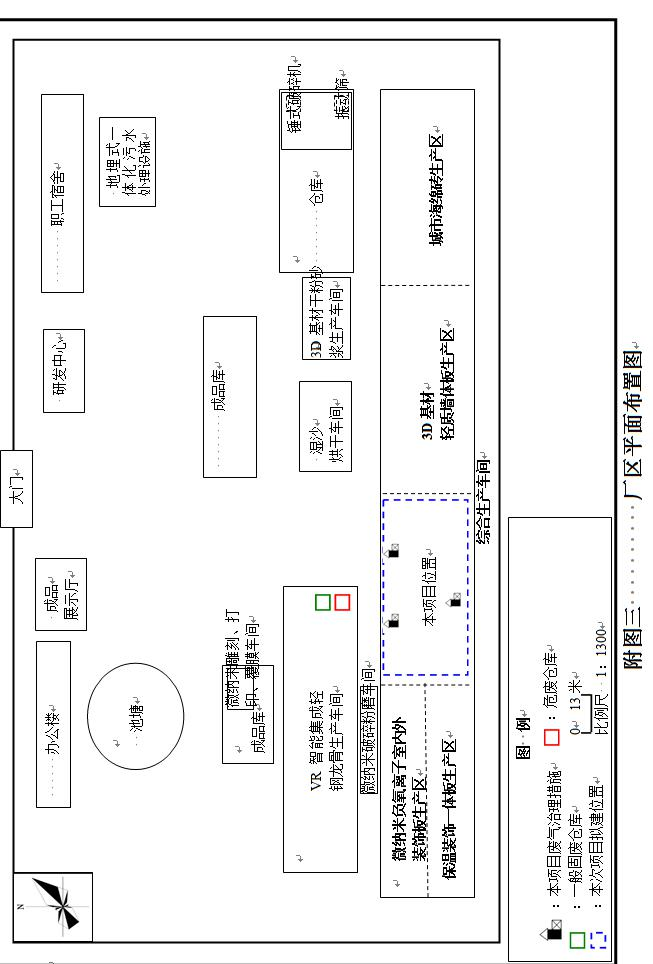 N
办公楼
成品
展示厅
大门
研发中心
职工宿舍
池塘
地埋式一
体化污水
处理设施
微纳米雕刻、打
印、覆膜车间
成品库
成品库
VR 智能集成轻
钢龙骨生产车间
湿沙
烘干车间
3D 基材干粉砂
浆生产车间
仓库
锤式破碎机
振动筛
微纳米破碎粉磨车间
微纳米负氧离子室内外
装饰板生产区
保温装饰一体板生产区
本项目位置
3D 基材
轻质墙体板生产区
城市海绵砖生产区
综合生产车间
图 例
：本项目废气治理措施
：危废仓库
：一般固废仓库
0 13 米
：本次项目拟建位置
比例尺 1：1300
附图三 厂区平面布置图